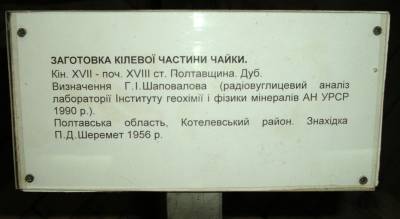 ЗАГОТОВКА КІЛЕВОЇ ЧАСТИНИ ЧАЙКИ.
Кін. XVII - поч. XVIII ст. Полтавщина. Дуб.
Визначення Г.І.Шаповалова (радіовуглицевий аналіз
лабораторії Інституту геохімії і фізики мінералів АН УРСР
1990 р.).
Полтавська область, Котелевський район. Знахідка
П.Д.Шеремет 1956 р.